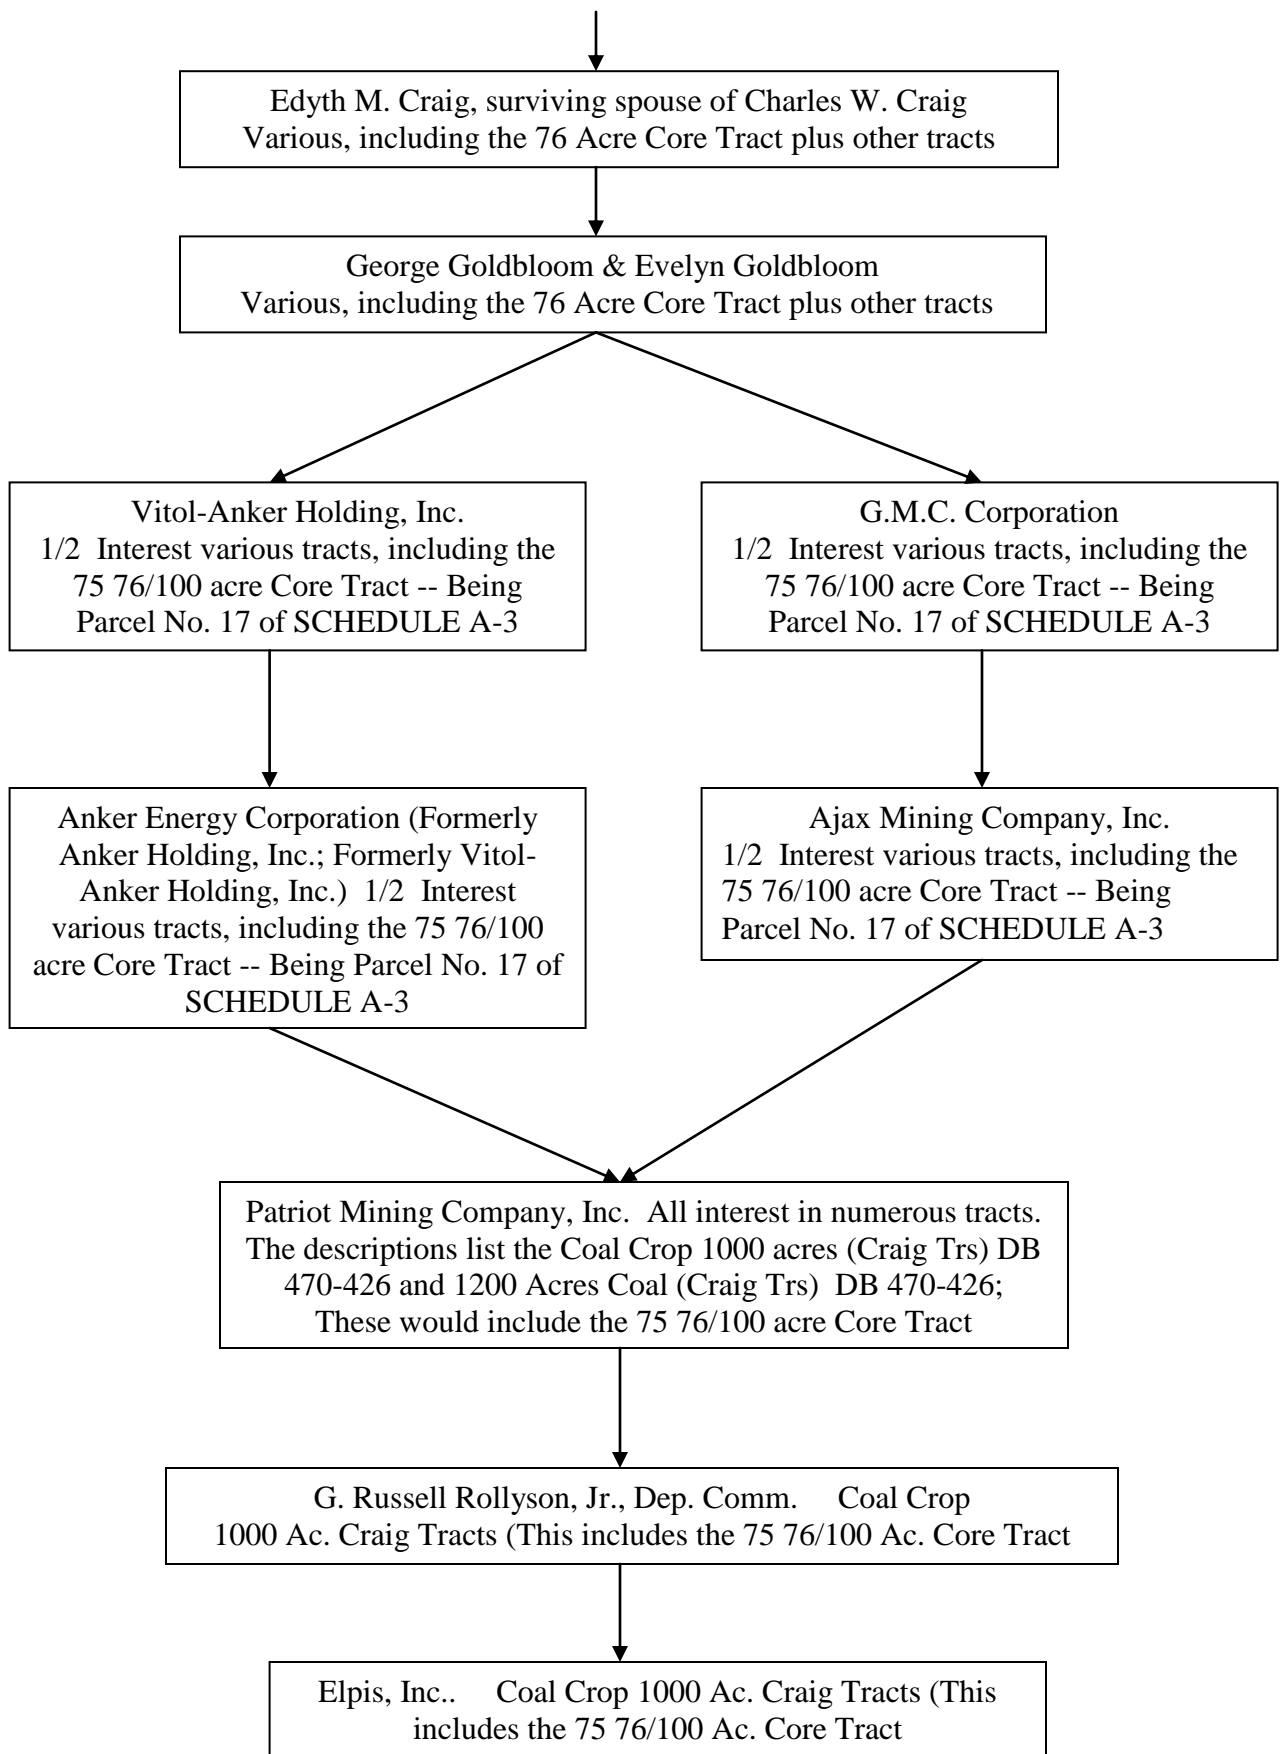 Edyth M. Craig, surviving spouse of Charles W. Craig
Various, including the 76 Acre Core Tract plus other tracts
George Goldbloom & Evelyn Goldbloom
Various, including the 76 Acre Core Tract plus other tracts
Vitol-Anker Holding, Inc.
1/2 Interest various tracts, including the
75 76/100 acre Core Tract -- Being
Parcel No. 17 of SCHEDULE A-3
G.M.C. Corporation
1/2 Interest various tracts, including the
75 76/100 acre Core Tract -- Being
Parcel No. 17 of SCHEDULE A-3
Anker Energy Corporation (Formerly
Anker Holding, Inc.; Formerly Vitol-
Anker Holding, Inc.) 1/2 Interest
various tracts, including the 75 76/100
acre Core Tract -- Being Parcel No. 17 of
SCHEDULE A-3
Ajax Mining Company, Inc.
1/2 Interest various tracts, including the
75 76/100 acre Core Tract -- Being
Parcel No. 17 of SCHEDULE A-3
Patriot Mining Company, Inc. All interest in numerous tracts.
The descriptions list the Coal Crop 1000 acres (Craig Trs) DB
470-426 and 1200 Acres Coal (Craig Trs) DB 470-426;
These would include the 75 76/100 acre Core Tract
G. Russell Rollyson, Jr., Dep. Comm. Coal Crop
1000 Ac. Craig Tracts (This includes the 75 76/100 Ac. Core Tract
Elpis, Inc.. Coal Crop 1000 Ac. Craig Tracts (This
includes the 75 76/100 Ac. Core Tract